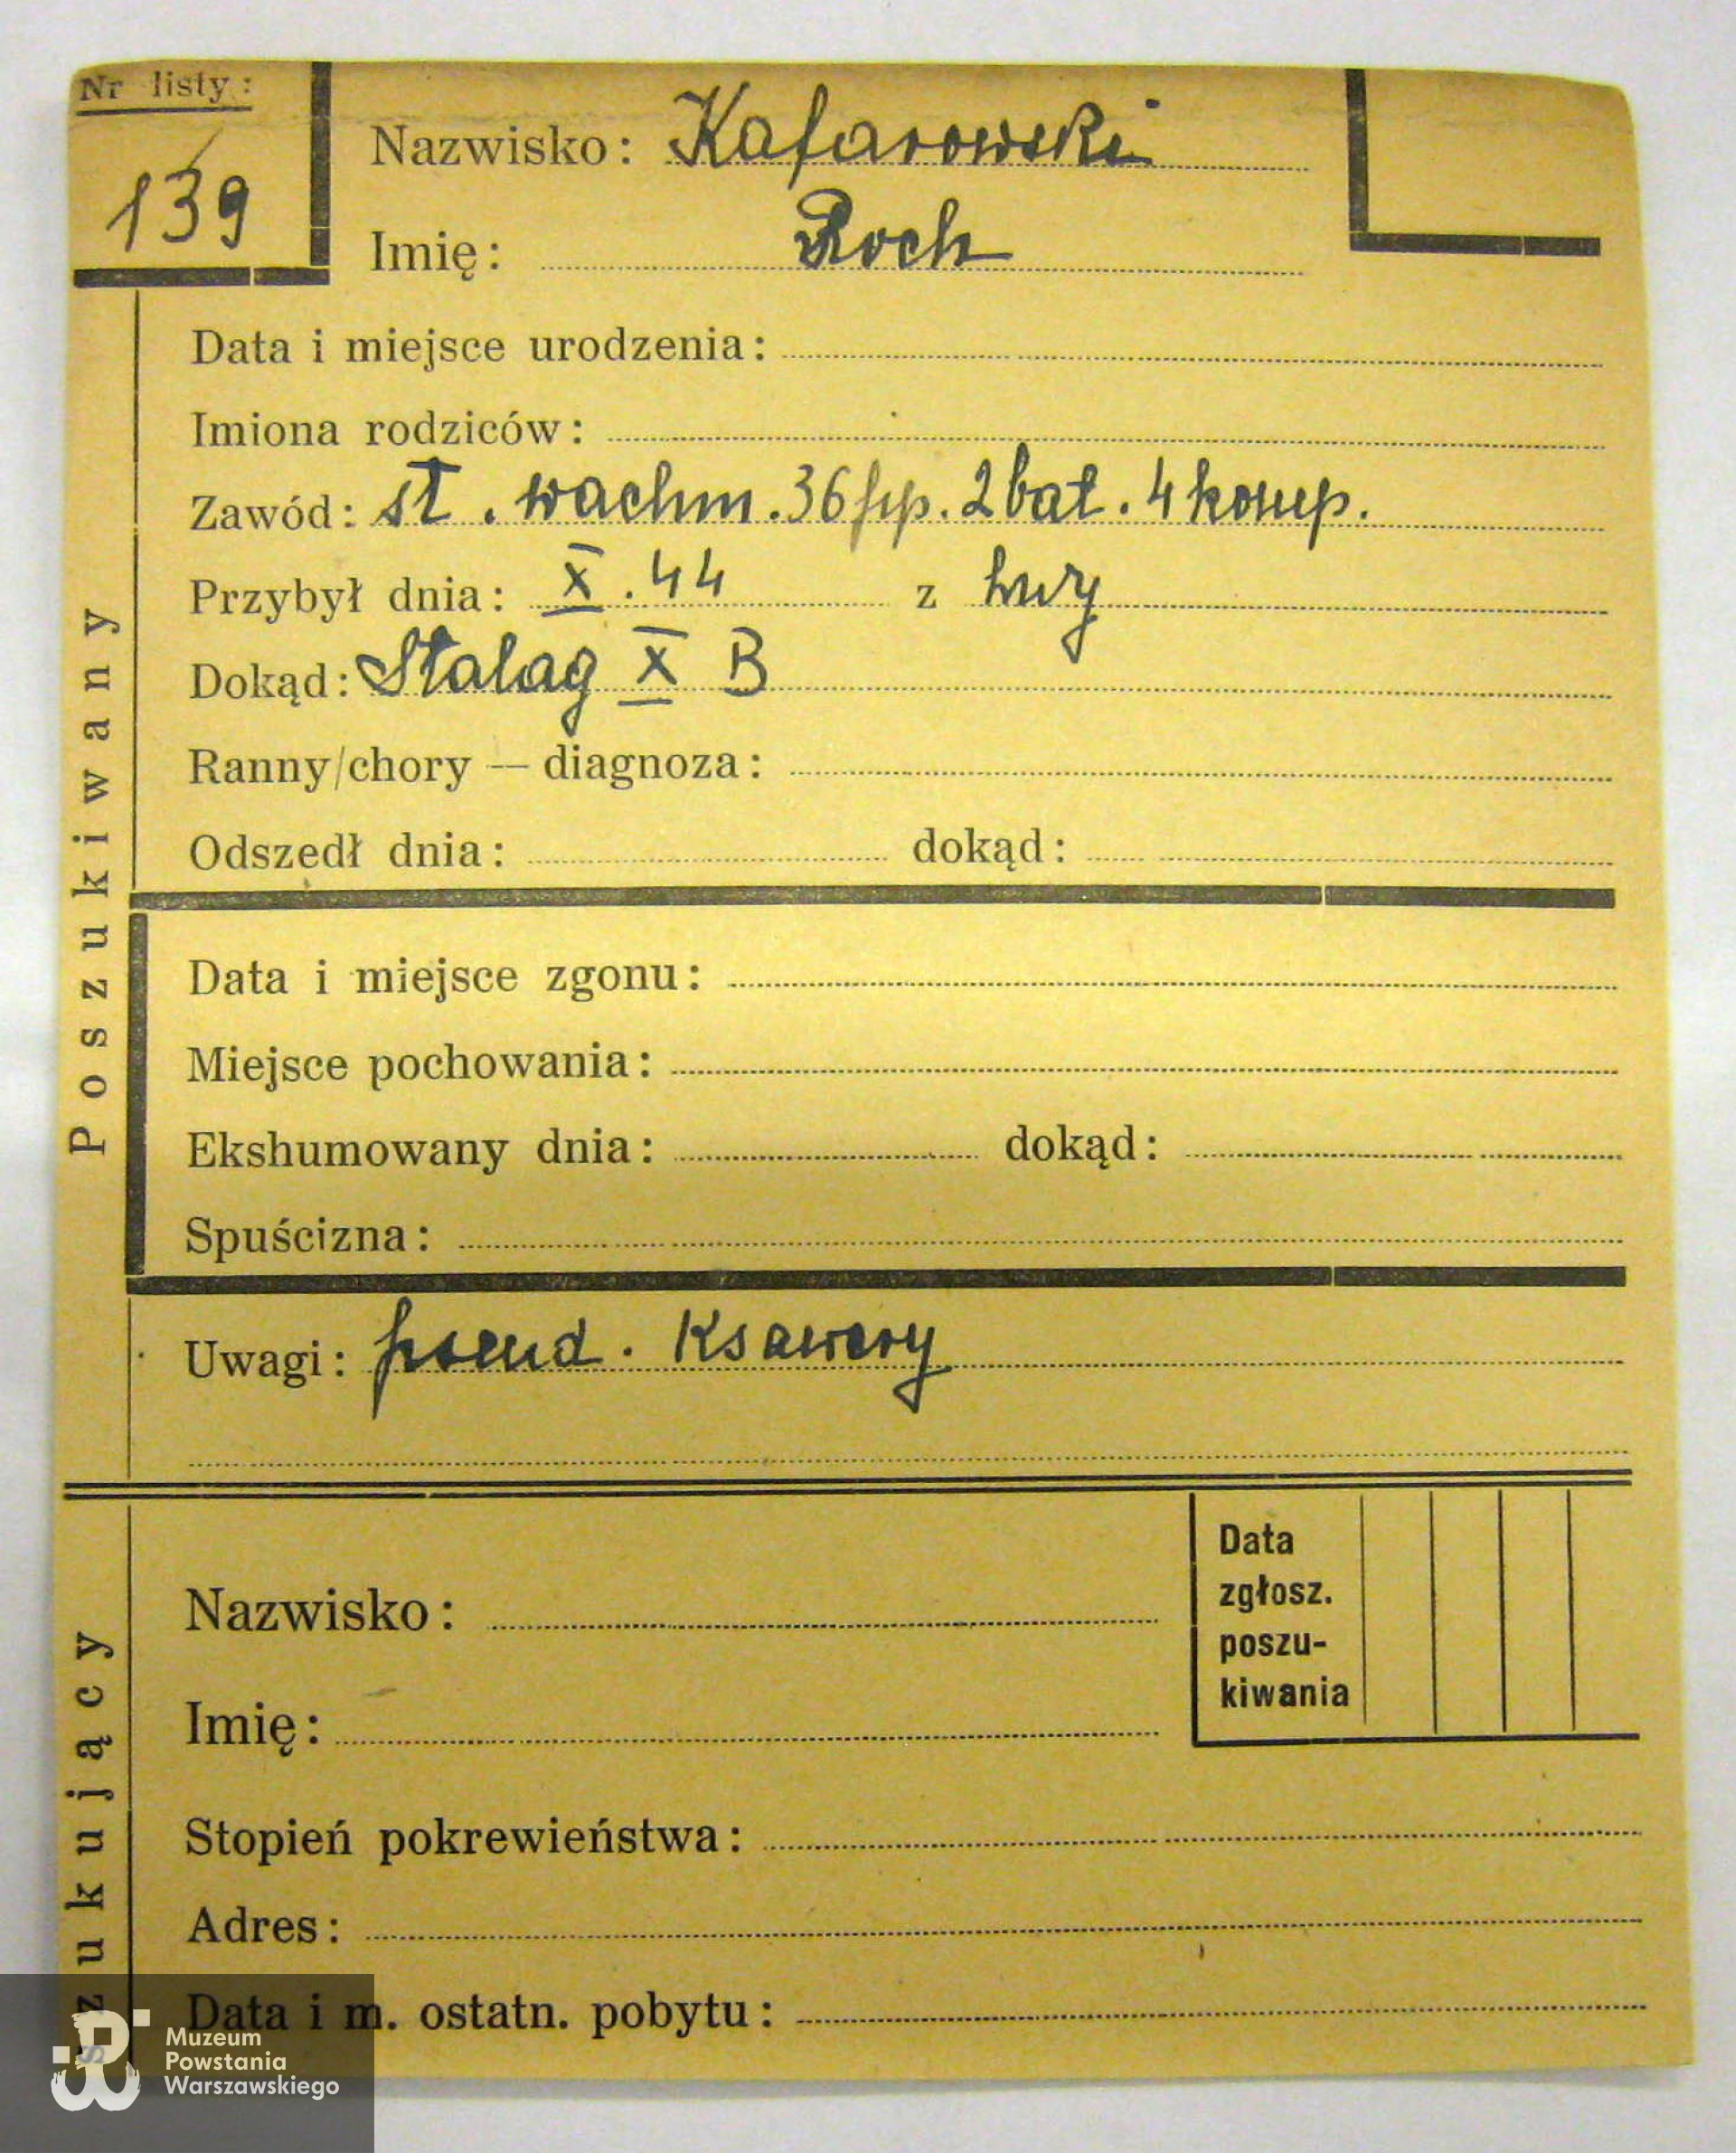 Nr listy:
139
Nazwisko: Kafarowski
Imię: Roch
Data i miejsce urodzenia:
Imiona rodziców:
Zawód: st. wachm. 36 pp. 2 bat. 4 komp.
Przybył dnia: X. 44 z
Dokąd: Stalag X B
Ranny/chory — diagnoza:
Odszedł dnia: dokąd:
Data i miejsce zgonu:
Miejsce pochowania:
Ekshumowany dnia: dokąd:
Spuścizna:
Uwagi: pseud. Ksawery
Poszukiwany
Nazwisko:
Imię:
Data
zgłosz.
poszu-
kiwania
Stopień pokrewieństwa:
Adres:
Data i m. ostatn. pobytu:
szukujący
Muzeum
Powstania
Warszawskiego